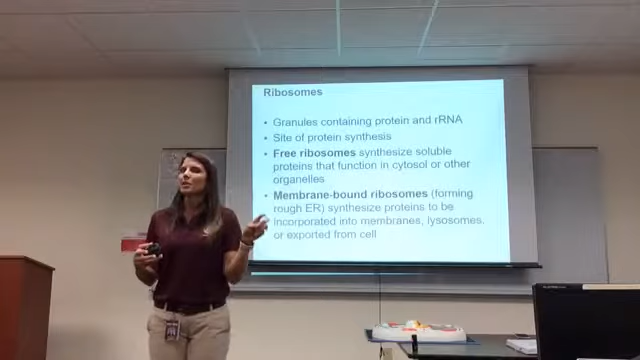 Ribosomes
• Granules containing protein and rRNA
• Site of protein synthesis
• Free ribosomes synthesize soluble
proteins that function in cytosol or other
organelles
• Membrane-bound ribosomes (forming
rough ER) synthesize proteins to be
incorporated into membranes, lysosomes,
or exported from cell